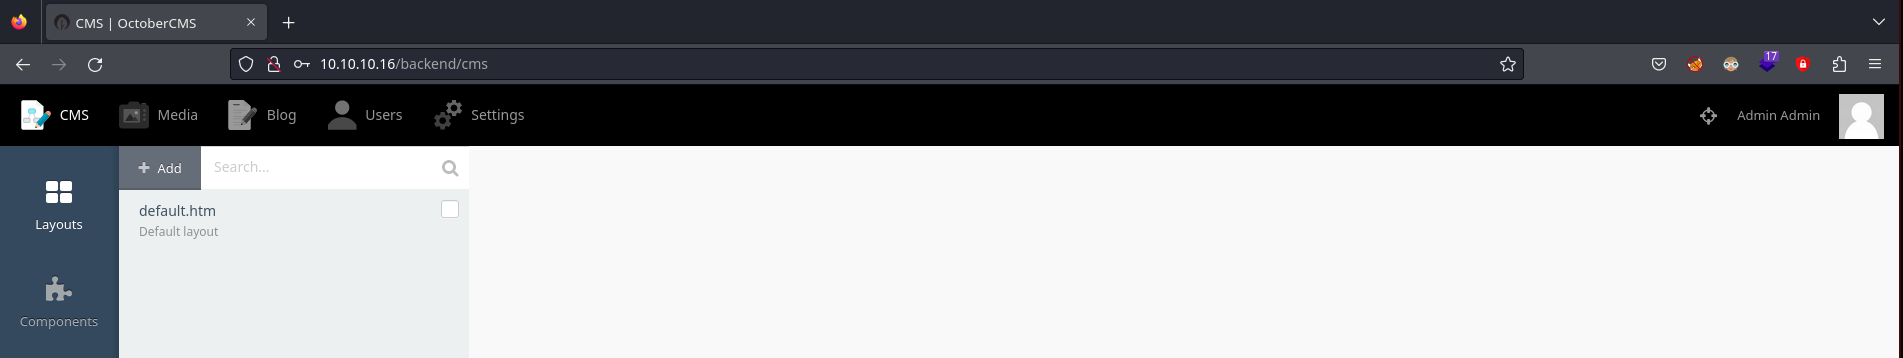 CMS | OctoberCMS
10.10.10.16/backend/cms
17
CMS Media Blog Users Settings Admin Admin
Add Search...
Layouts
default.htm
Default layout
Components